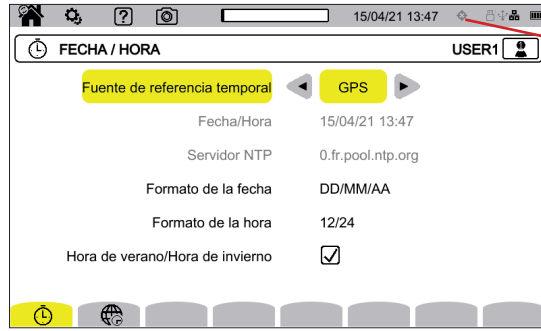 15/04/21 13:47
FECHA / HORA USER1
Fuente de referencia temporal GPS
Fecha/Hora 15/04/21 13:47
Servidor NTP 0.fr.pool.ntp.org
Formato de la fecha DD/MM/AA
Formato de la hora 12/24
Hora de verano/Hora de invierno